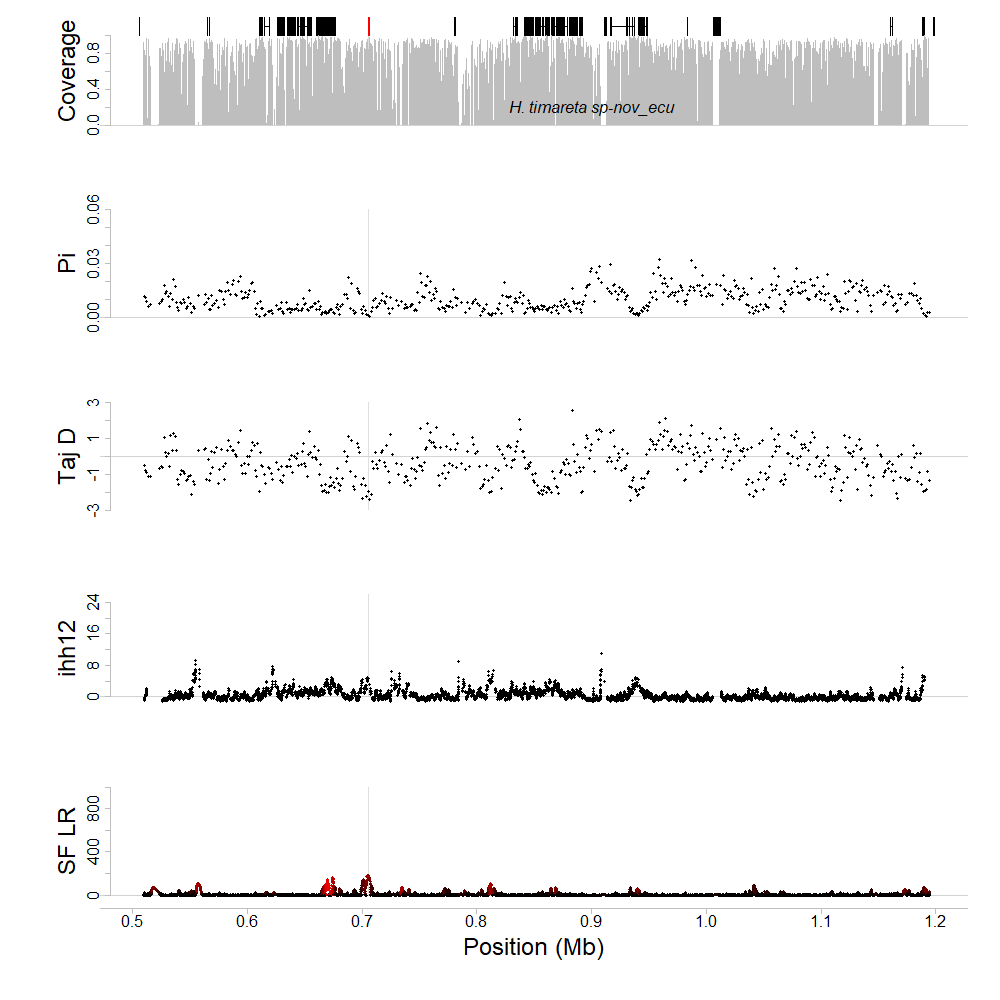 Coverage
0.0 0.4 0.8
H. timareta sp-nov_ecu
Pi
0.00 0.03 0.06
Taj D
-3 -1 1 3
ihh12
0 8 16 24
SF LR
0 400 800
0.5 0.6 0.7 0.8 0.9 1.0 1.1 1.2
Position (Mb)